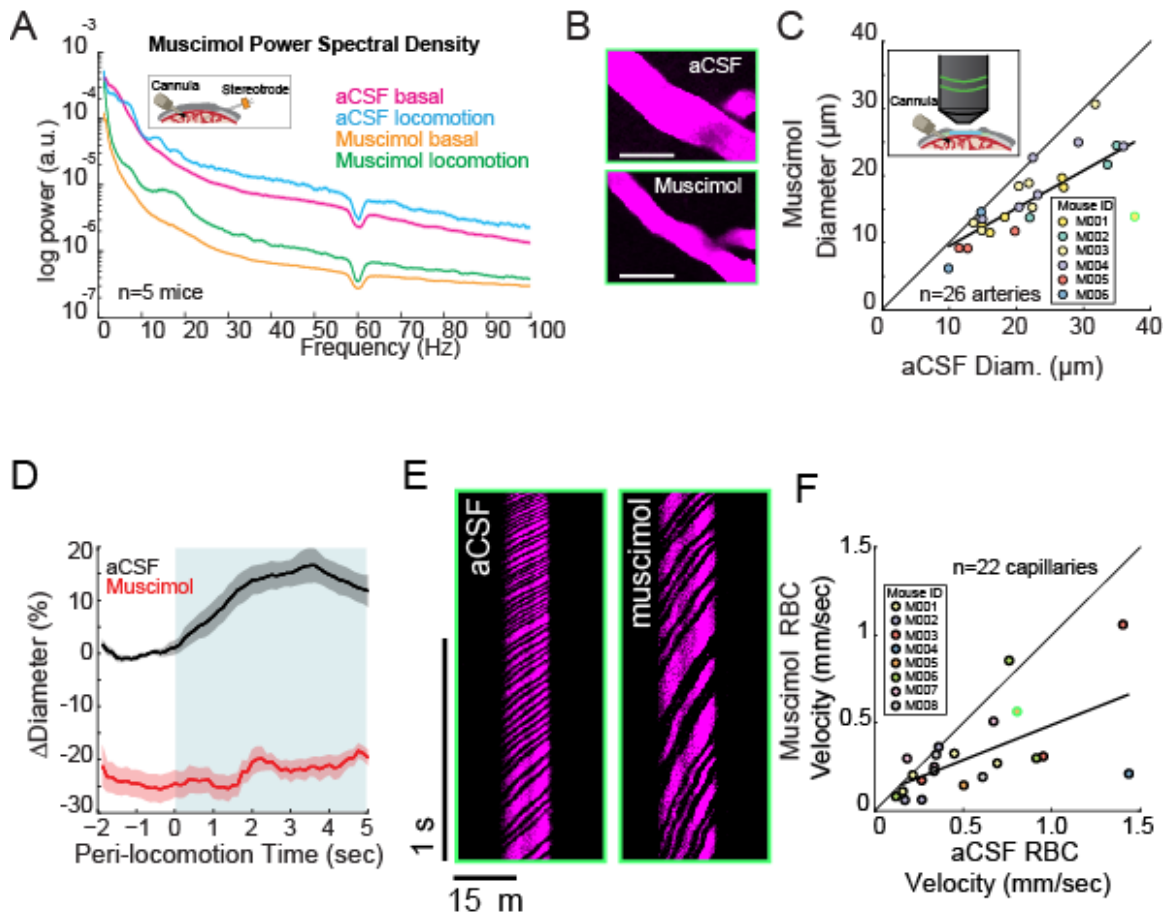 A
Muscimol Power Spectral Density
10-3
10-4
10-5
10-6
10-7
log power (a.u.)
Cannula
Stereotrode
aCSF basal
aCSF locomotion
Muscimol basal
Muscimol locomotion
n=5 mice
0 10 20 30 40 50 60 70 80 90 100
Frequency (Hz)
B
aCSF
Muscimol
C
Muscimol
Diameter (µm)
40
30
20
10
0
Cannula
Mouse ID
M001
M002
M003
M004
M005
M006
n=26 arteries
0 10 20 30 40
aCSF Diam. (µm)
D
ΔDiameter (%)
20
10
0
-10
-20
-30
aCSF
Muscimol
-2 -1 0 1 2 3 4 5
Peri-locomotion Time (sec)
E
aCSF
muscimol
1 s
15 m
F
Muscimol RBC
Velocity (mm/sec)
1.5
1
0.5
0
n=22 capillaries
Mouse ID
M001
M002
M003
M004
M005
M006
M007
M008
0 0.5 1.0 1.5
aCSF RBC
Velocity (mm/sec)